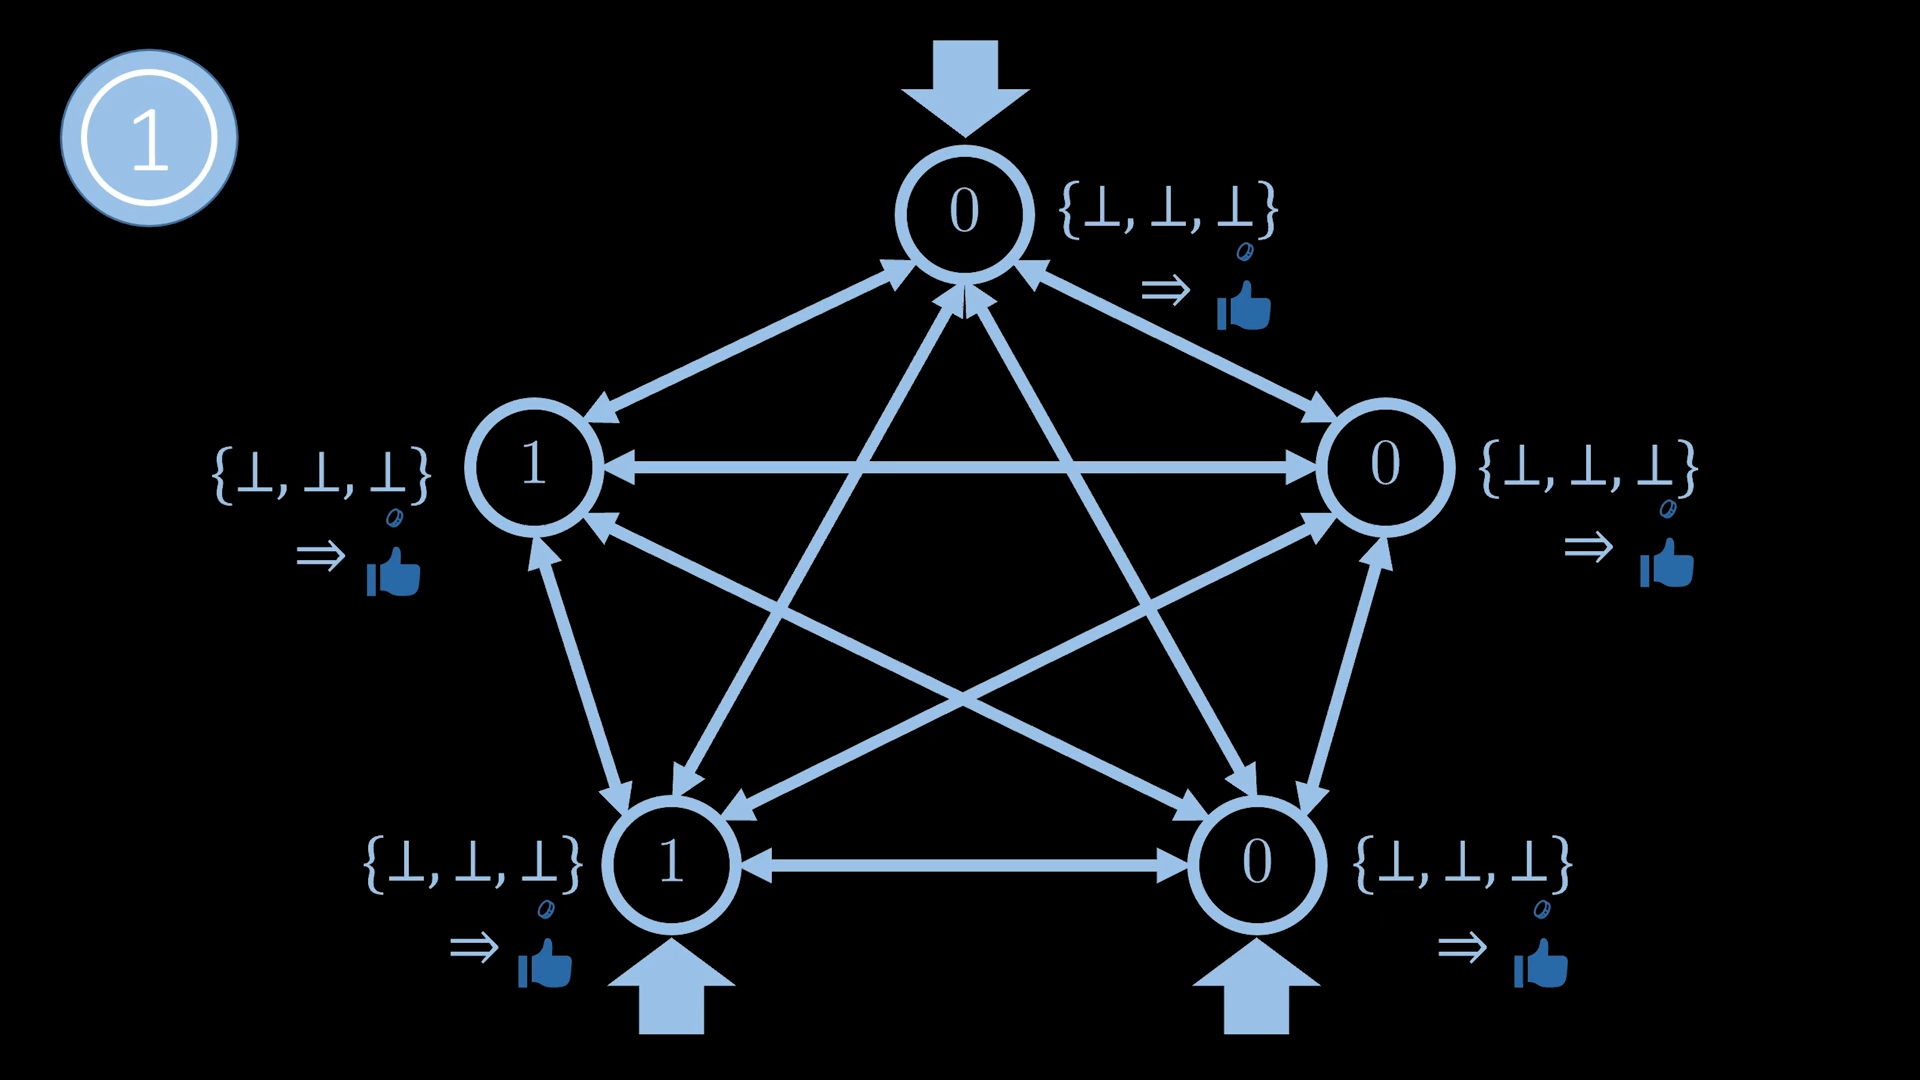 1
0 {⊥, ⊥, ⊥}
⇒
1 {⊥, ⊥, ⊥}
⇒
0 {⊥, ⊥, ⊥}
⇒
1 {⊥, ⊥, ⊥}
⇒
0 {⊥, ⊥, ⊥}
⇒